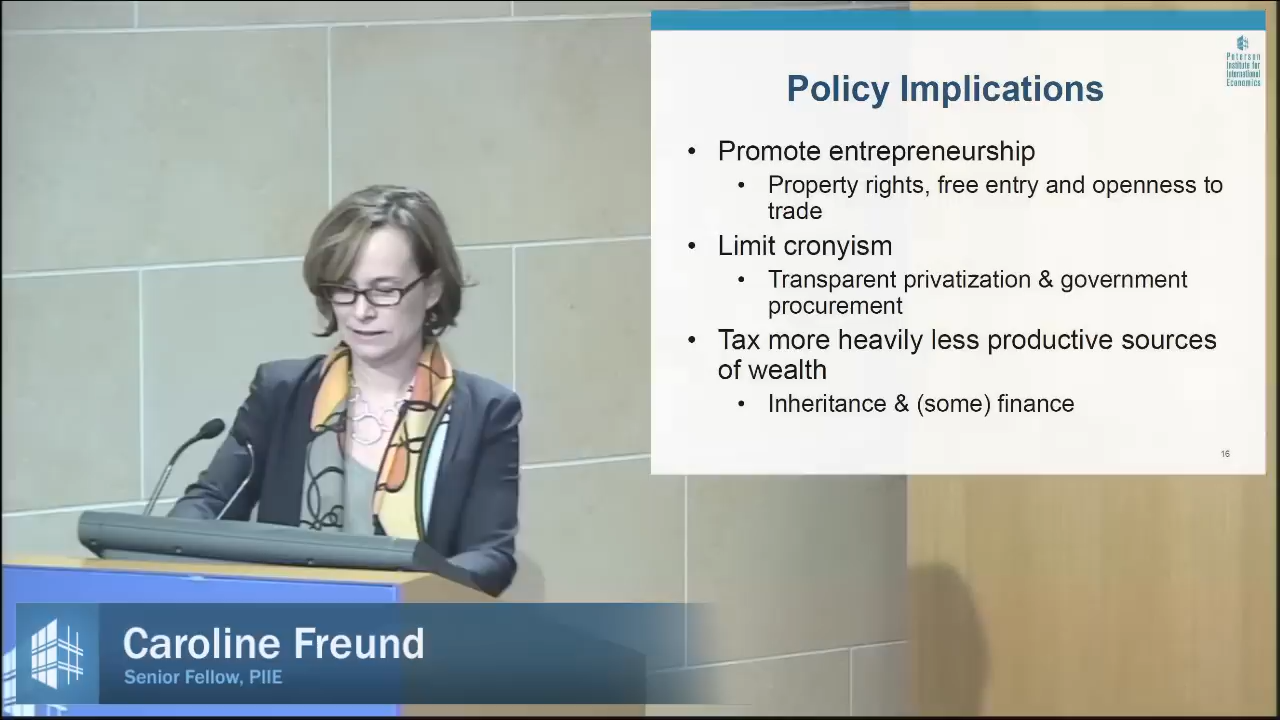 Peterson
Institute for
International
Economics
Policy Implications
• Promote entrepreneurship
• Property rights, free entry and openness to
trade
• Limit cronyism
• Transparent privatization & government
procurement
• Tax more heavily less productive sources
of wealth
• Inheritance & (some) finance
16
Caroline Freund
Senior Fellow, PIIE